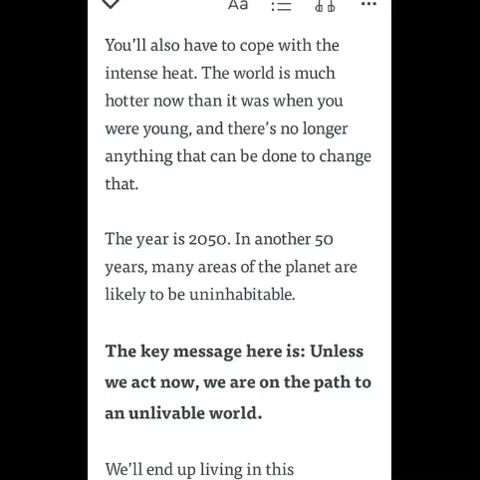 Aa
You’ll also have to cope with the
intense heat. The world is much
hotter now than it was when you
were young, and there’s no longer
anything that can be done to change
that.
The year is 2050. In another 50
years, many areas of the planet are
likely to be uninhabitable.
The key message here is: Unless
we act now, we are on the path to
an unlivable world.
We’ll end up living in this